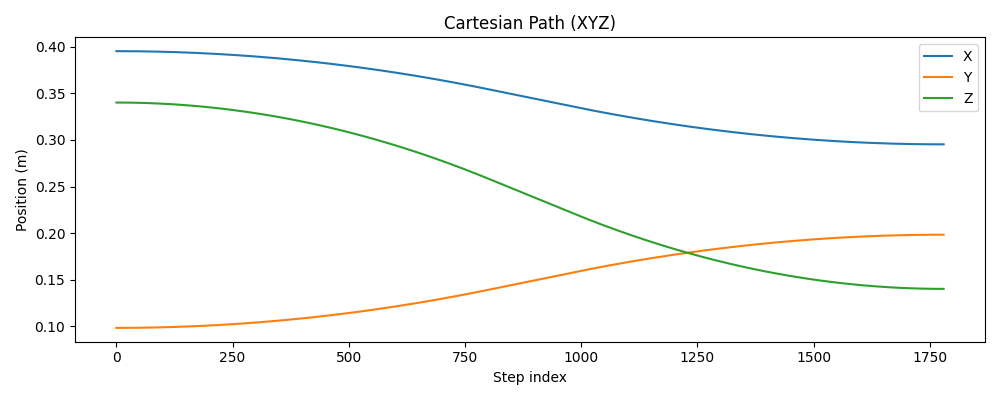 Cartesian Path (XYZ)
Position (m)
0.40
0.35
0.30
0.25
0.20
0.15
0.10
X
Y
Z
0 250 500 750 1000 1250 1500 1750
Step index